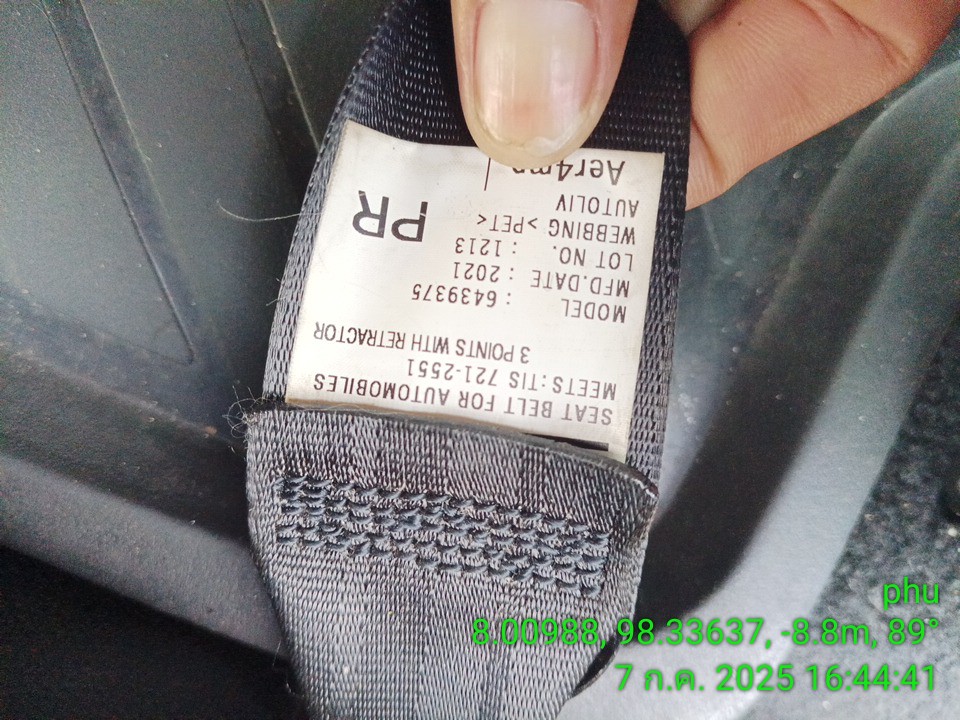 SEAT BELT FOR AUTOMOBILES
MEETS : TIS 721-2551
3 POINTS WITH RETRACTOR
MODEL : 6439375
MFD.DATE : 2021
LOT NO. : 1213
WEBBING >PET<
AUTOLIV
PR
phu
8.00988, 98.33637, -8.8m, 89°
7 ก.ค. 2025 16:44:41